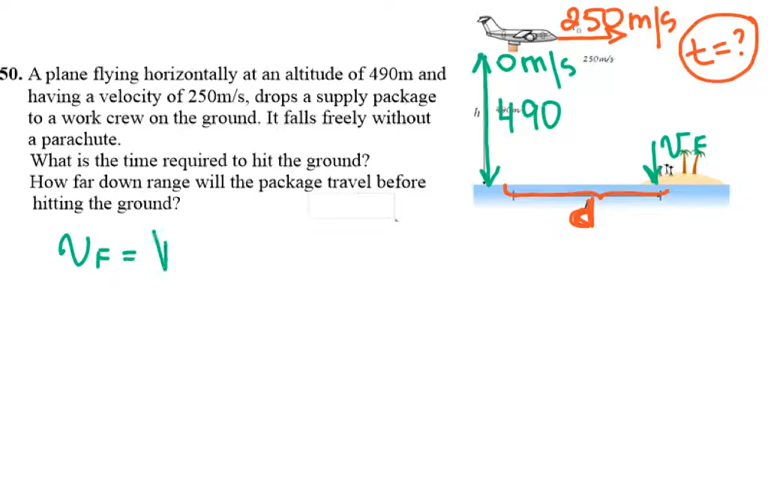 250m/s
t=?
0m/s
250m/s
50. A plane flying horizontally at an altitude of 490m and
having a velocity of 250m/s, drops a supply package
to a work crew on the ground. It falls freely without
a parachute.
What is the time required to hit the ground?
How far down range will the package travel before
hitting the ground?
h
490
VF
d
VF = V